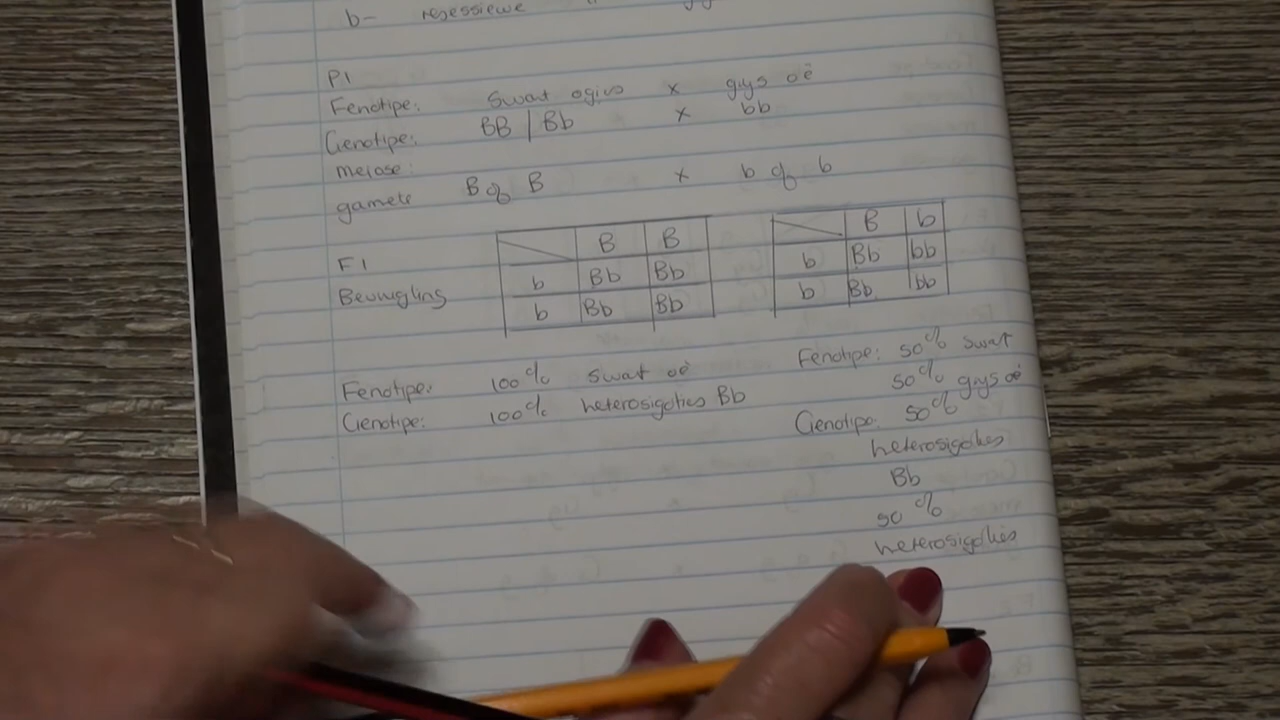 b- resessiewe
P1
Fenotipe: swart ogies x grys oë
Genotipe: BB | Bb x bb
meiose:
gamete B of B x b of b
F1
Bevrugting
B B
b Bb Bb
b Bb Bb
B b
b Bb bb
b Bb bb
Fenotipe: 100% swart oë
Genotipe: 100% heterosigoties Bb
Fenotipe: 50% swart
50% grys oë
Genotipe: 50%
heterosigoties
Bb
50%
heterosigoties